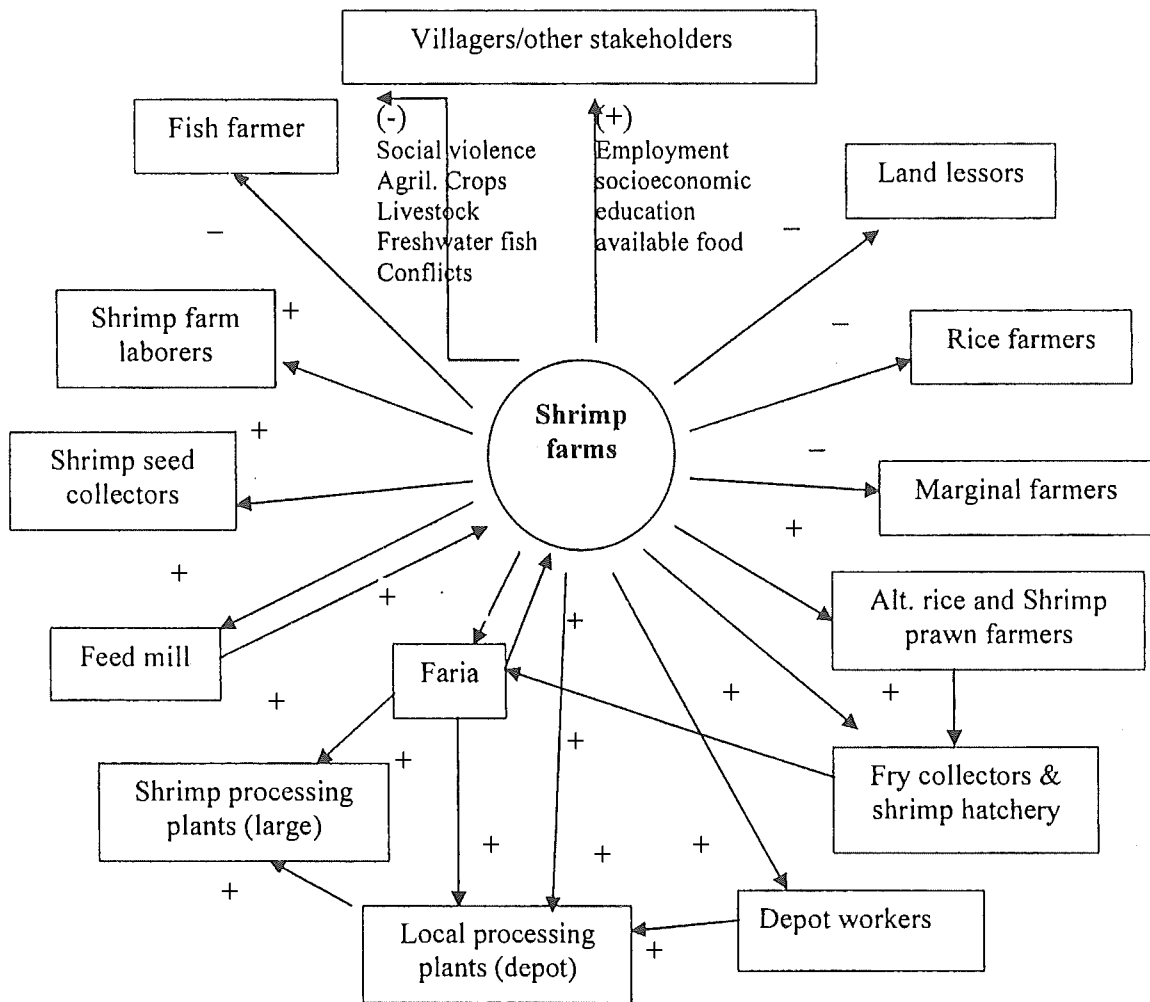 Villagers/other stakeholders
Fish farmer
(-)
Social violence
Agril. Crops
Livestock
Freshwater fish
Conflicts
(+)
Employment
socioeconomic
education
available food
Land lessors
–
–
Shrimp farm
laborers
+
–
Rice farmers
Shrimp
farms
Shrimp seed
collectors
+
–
Marginal farmers
+
+
+
Alt. rice and Shrimp
prawn farmers
Feed mill
Faria
+
+
+
+
+
+
+
Fry collectors &
shrimp hatchery
Shrimp processing
plants (large)
+
+
+
+
+
Depot workers
Local processing
plants (depot)